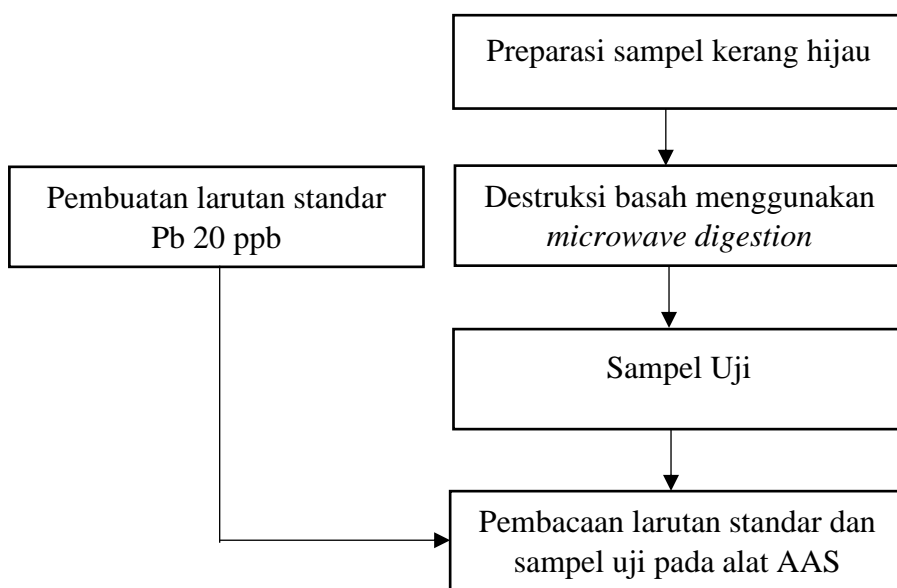 Preparasi sampel kerang hijau
Pembuatan larutan standar
Pb 20 ppb
Destruksi basah menggunakan
microwave digestion
Sampel Uji
Pembacaan larutan standar dan
sampel uji pada alat AAS